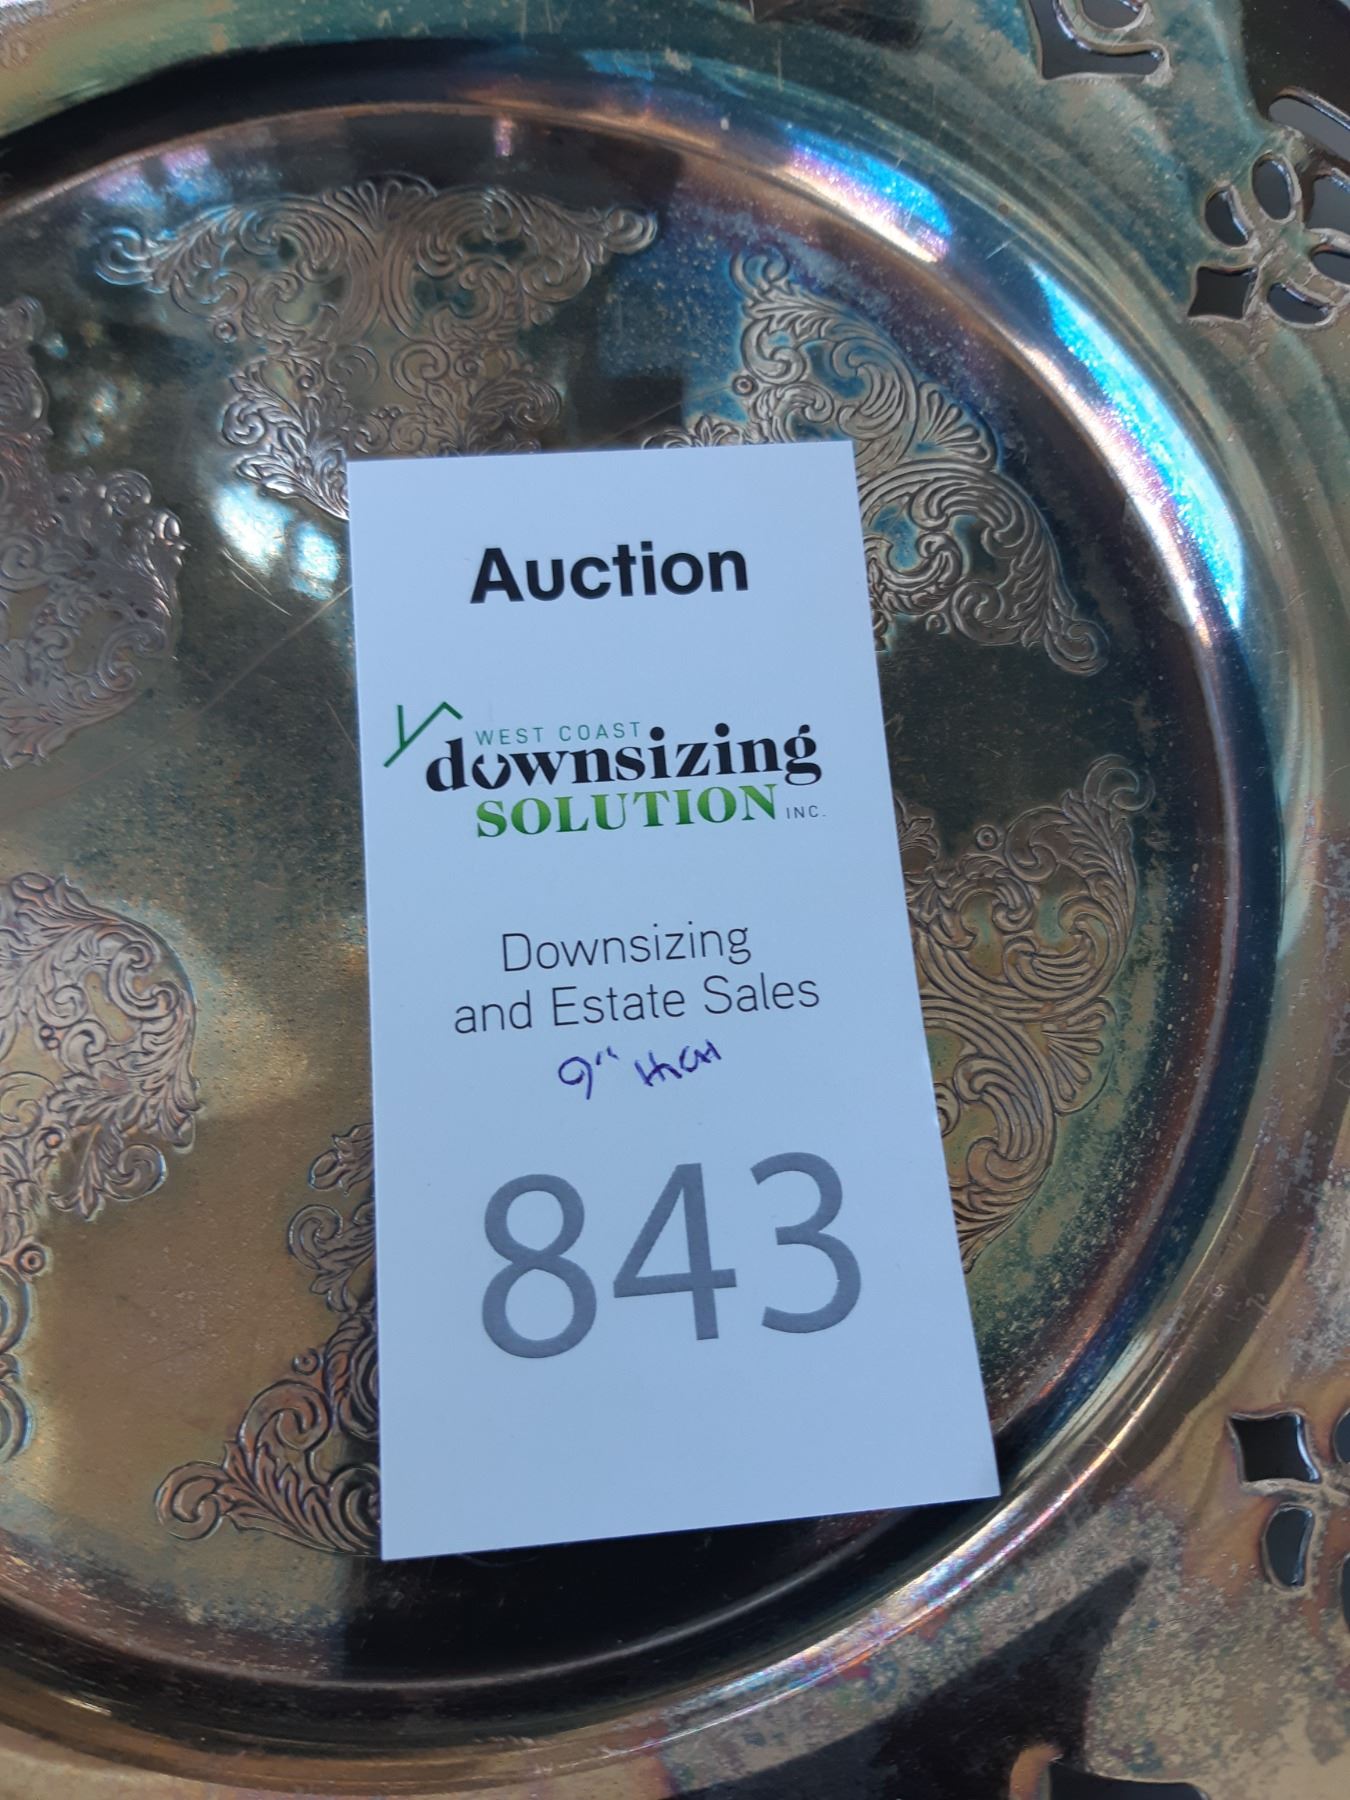 Auction
WEST COAST
downsizing
SOLUTION INC.
Downsizing
and Estate Sales
9" HIGH
843